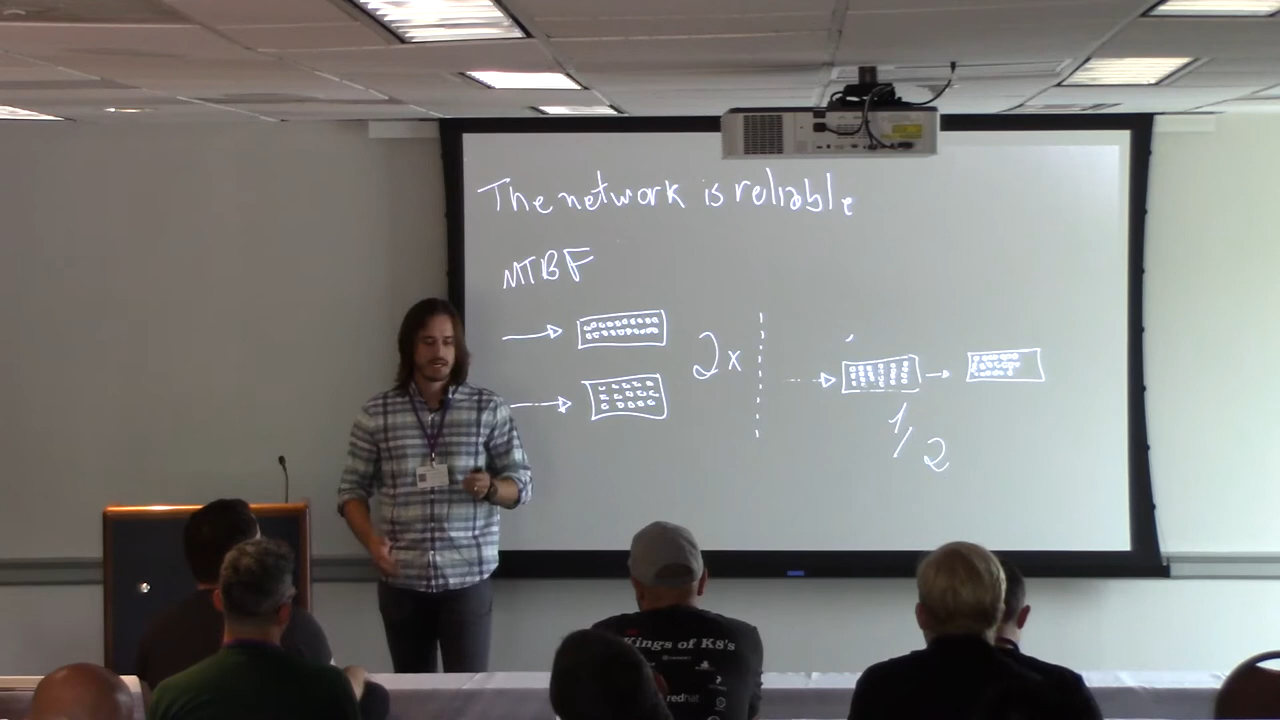 The network is reliable
MTBF
2x
1/2
Kings of K8's
redhat